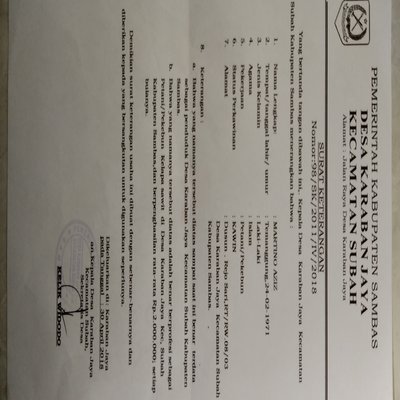 PEMERINTAH KABUPATEN SAMBAS
DESA KARABAN JAYA
KECAMATAN SUBAH
Alamat : Jalan Raya Desa Karaban Jaya
SURAT KETERANGAN
Nomor:98/SK/2011/IV/2018
Yang bertanda tangan dibawah ini,. Kepala Desa Karaban Jaya Kecamatan
Subah Kabupaten Sambas menerangkan bahwa :
1. Nama Lengkap: : MARTINO AZIZ
2. Tempat/tanggal lahir/ umur : Temanggung,24-02-1971
3. Jenis Kelamin : Laki-Laki
4. Agama : Islam
5. Pekerjaan : Petani/Pekebun
6. Status Perkawinan : KAWIN
7. Alamat : Dusun . Rejo Sari,RT/RW.08/03
Desa Karaban Jaya Kecamatan Subah
Kabupaten Sambas.
8. Keterangan :
a. Bahwa yang namanya tersebut diatas sampai saat ini benar terdata
sebagai penduduk Desa Karaban Jaya Kecamatan Subah Kabupaten
Sambas.
b. Bahwa yang namanya tersebut diatas adalah benar berprofesi sebagai
Petani/Pekebun Kelapa sawit di Desa Karaban Jaya Kec, Subah
Kabupaten Sambas,dan berpenghasilan rata-rata Rp.2.000.000; setiap
bulanya.
Demikian surat keterangan ini dibuat dengan sebenar-benarnya dan
diberikan kepada yang bersangkutan untuk digunakan seperlunya.
Dikeluarkan di: Karaban Jaya
pada Tanggal : 30 April 2018
an.Kepala Desa Karaban Jaya
Kecamatan Subah,
Sekretaris Desa
KELIK WIDODO